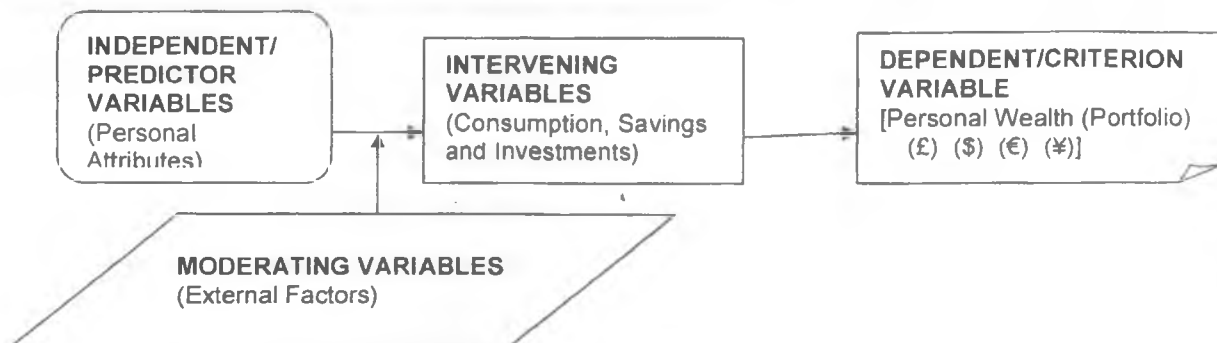 INDEPENDENT/
PREDICTOR
VARIABLES
(Personal
Attributes)
INTERVENING
VARIABLES
(Consumption, Savings
and Investments)
DEPENDENT/CRITERION
VARIABLE
[Personal Wealth (Portfolio)
(£) ($) (€) (¥)]
MODERATING VARIABLES
(External Factors)